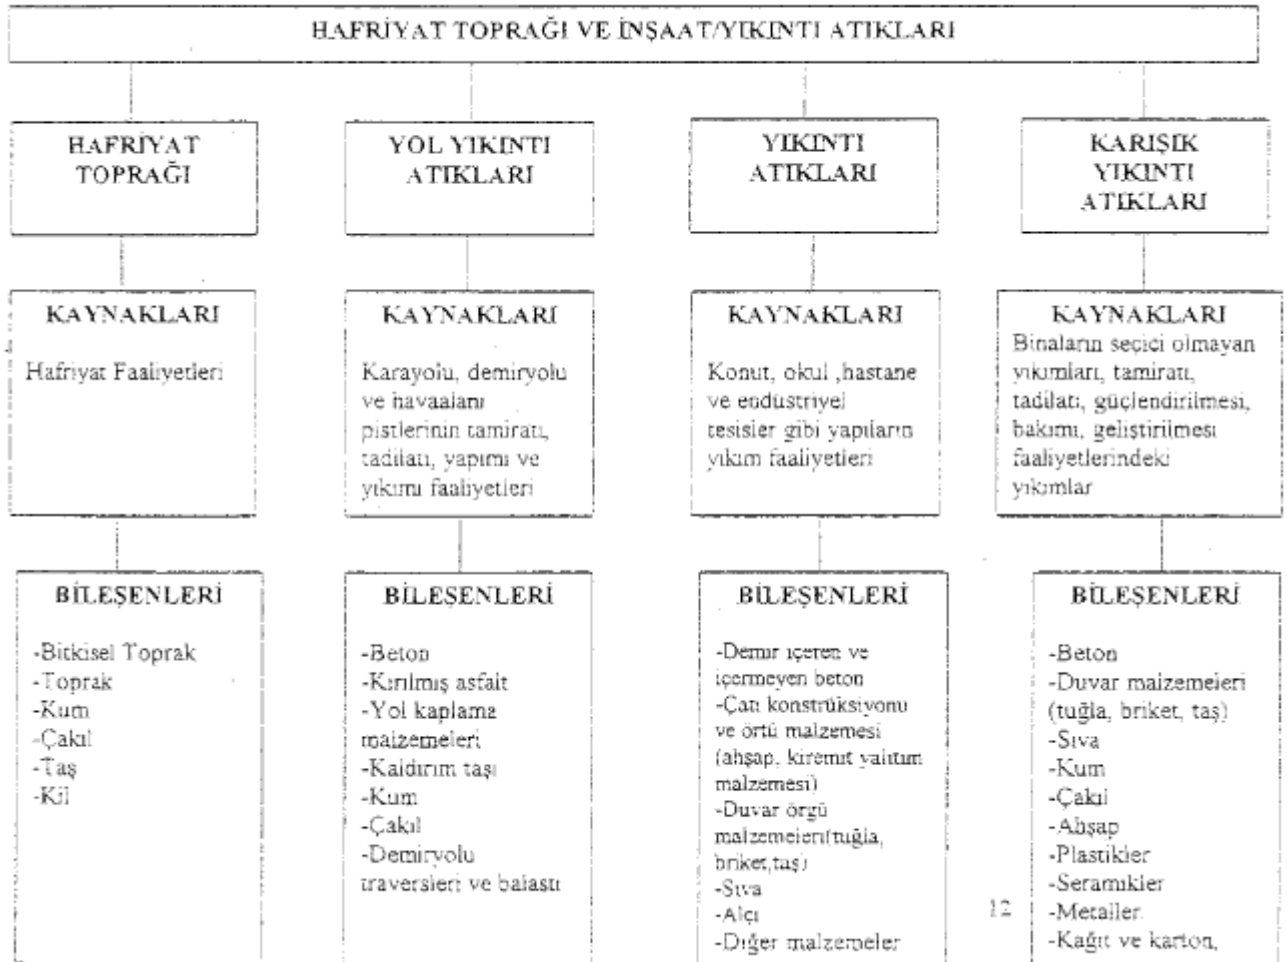 HAFRİYAT TOPRAĞI VE İNŞAAT/YIKINTI ATIKLARI
HAFRİYAT
TOPRAĞI
KAYNAKLARI
Hafriyat Faaliyetleri
BİLEŞENLERİ
-Bitkisel Toprak
-Toprak
-Kum
-Çakıl
-Taş
-Kil
YOL YIKINTI
ATIKLARI
KAYNAKLARI
Karayolu, demiryolu
ve havaalanı
pistlerinin tamiratı,
tadilatı, yapımı ve
yıkımı faaliyetleri
BİLEŞENLERİ
-Beton
-Kırılmış asfalt
-Yol kaplama
malzemeleri
-Kaldırım taşı
-Kum
-Çakıl
-Demiryolu
traversleri ve balastı
YIKINTI
ATIKLARI
KAYNAKLARI
Konut, okul ,hastane
ve endüstriyel
tesisler gibi yapıların
yıkım faaliyetleri
BİLEŞENLERİ
-Demir içeren ve
içermeyen beton
-Çatı konstrüksiyonu
ve örtü malzemesi
(ahşap, kiremit yalıtım
malzemesi)
-Duvar örgü
malzemeleri(tuğla,
briket,taş)
-Sıva
-Alçı
-Diğer malzemeler
KARIŞIK
YIKINTI
ATIKLARI
KAYNAKLARI
Binaların seçici olmayan
yıkımları, tamiratı,
tadilatı, güçlendirilmesi,
bakımı, geliştirilmesi
faaliyetlerindeki
yıkımlar
BİLEŞENLERİ
-Beton
-Duvar malzemeleri
(tuğla, briket, taş)
-Sıva
-Kum
-Çakıl
-Ahşap
-Plastikler
-Seramikler
-Metaller
-Kağıt ve karton,
12